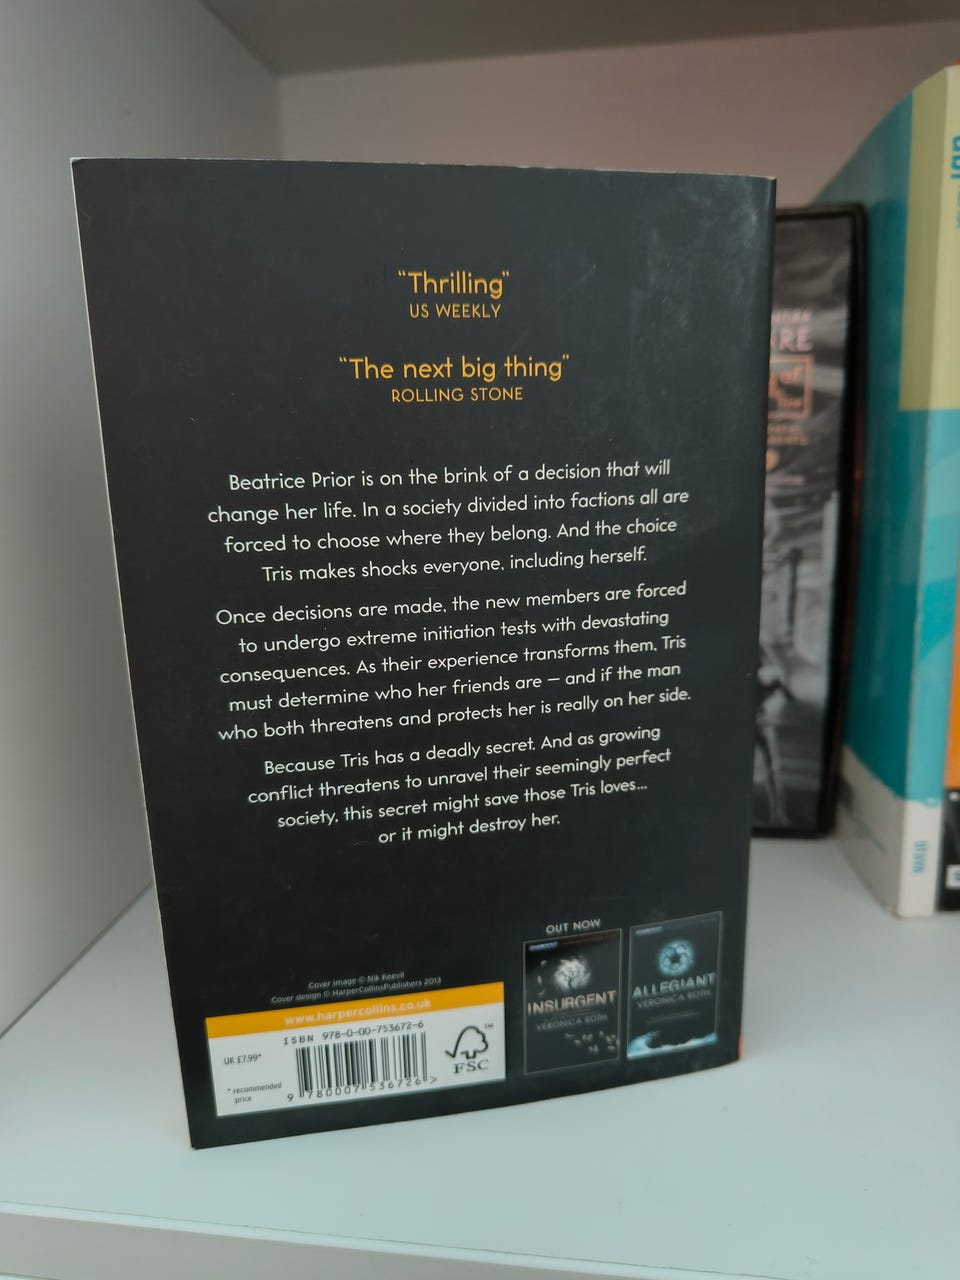 "Thrilling"
US WEEKLY
"The next big thing"
ROLLING STONE
Beatrice Prior is on the brink of a decision that will
change her life. In a society divided into factions all are
forced to choose where they belong. And the choice
Tris makes shocks everyone, including herself.
Once decisions are made, the new members are forced
to undergo extreme initiation tests with devastating
consequences. As their experience transforms them, Tris
must determine who her friends are – and if the man
who both threatens and protects her is really on her side.
Because Tris has a deadly secret. And as growing
conflict threatens to unravel their seemingly perfect
society, this secret might save those Tris loves...
or it might destroy her.
OUT NOW
INSURGENT
VERONICA ROTH
ALLEGIANT
VERONICA ROTH
Cover image © Nik Keevil
Cover design © HarperCollinsPublishers 2013
www.harpercollins.co.uk
ISBN 978-0-00-753672-6
UK £7.99*
* recommended
price
9 780007 536726 >
FSC
TM